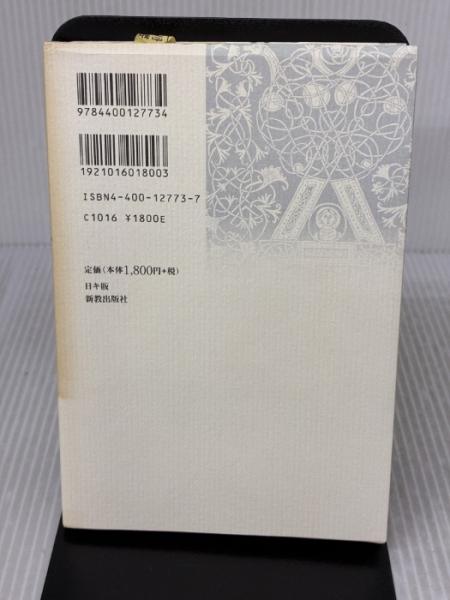 9784400127734
1921016018003
ISBN4-400-12773-7
C1016 ¥1800E
定価(本体1,800円+税)
日キ版
新教出版社